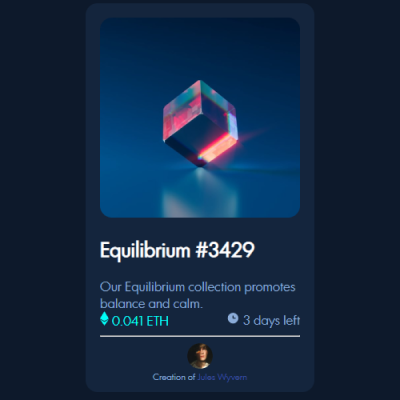 Equilibrium #3429
Our Equilibrium collection promotes
balance and calm.
0.041 ETH 3 days left
Creation of Jules Wyvern